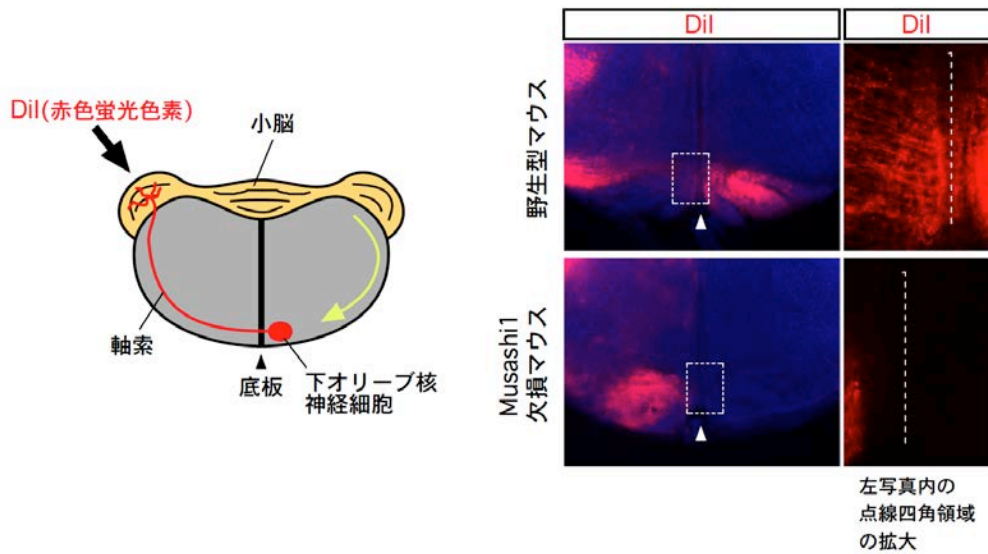 DiI(赤色蛍光色素)
小脳
軸索
底板
下オリーブ核
神経細胞
DiI
DiI
野生型マウス
Musashi1
欠損マウス
左写真内の
点線四角領域
の拡大